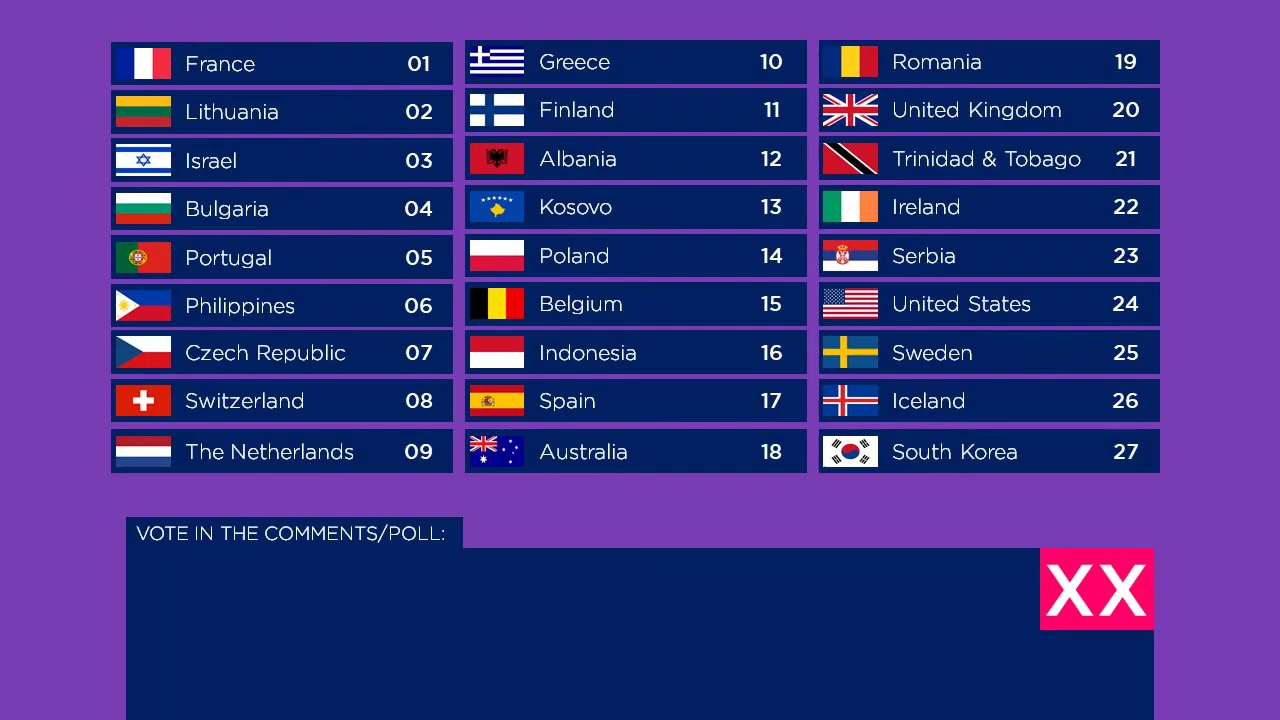 France 01
Lithuania 02
Israel 03
Bulgaria 04
Portugal 05
Philippines 06
Czech Republic 07
Switzerland 08
The Netherlands 09
Greece 10
Finland 11
Albania 12
Kosovo 13
Poland 14
Belgium 15
Indonesia 16
Spain 17
Australia 18
Romania 19
United Kingdom 20
Trinidad & Tobago 21
Ireland 22
Serbia 23
United States 24
Sweden 25
Iceland 26
South Korea 27
VOTE IN THE COMMENTS/POLL:
XX